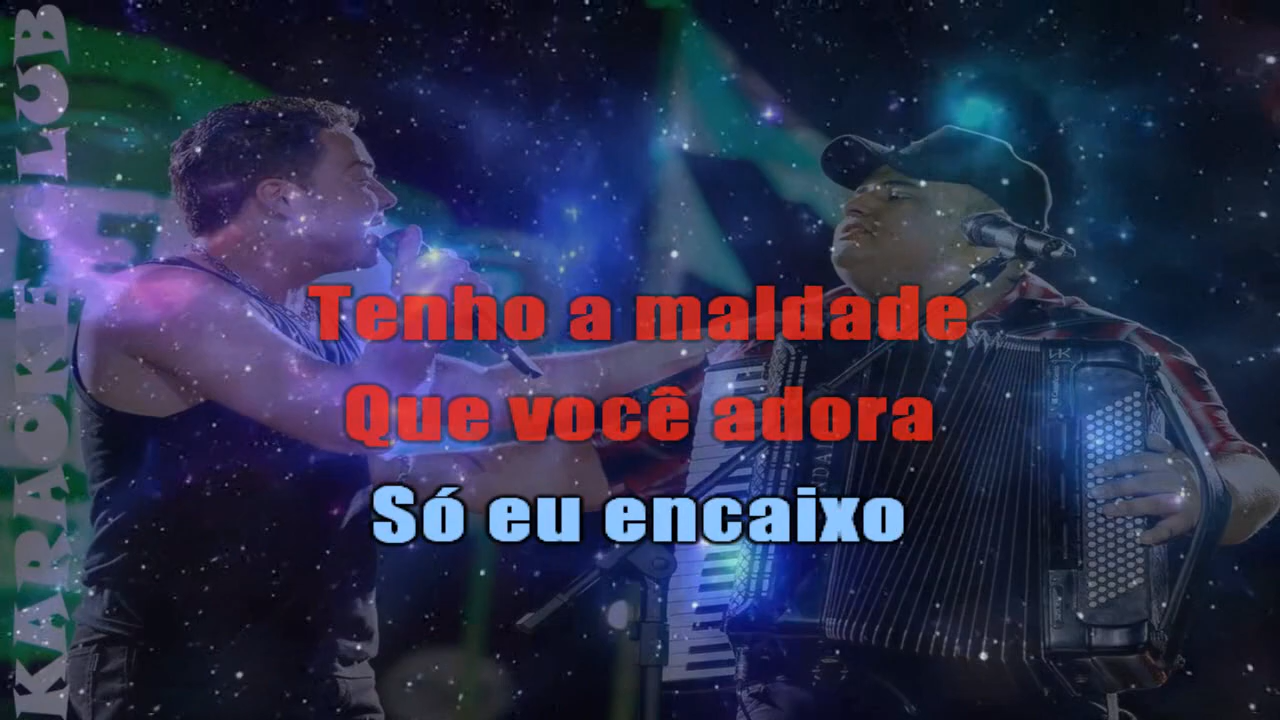 KARAOKE CLUB
Tenho a maldade
Que você adora
Só eu encaixo